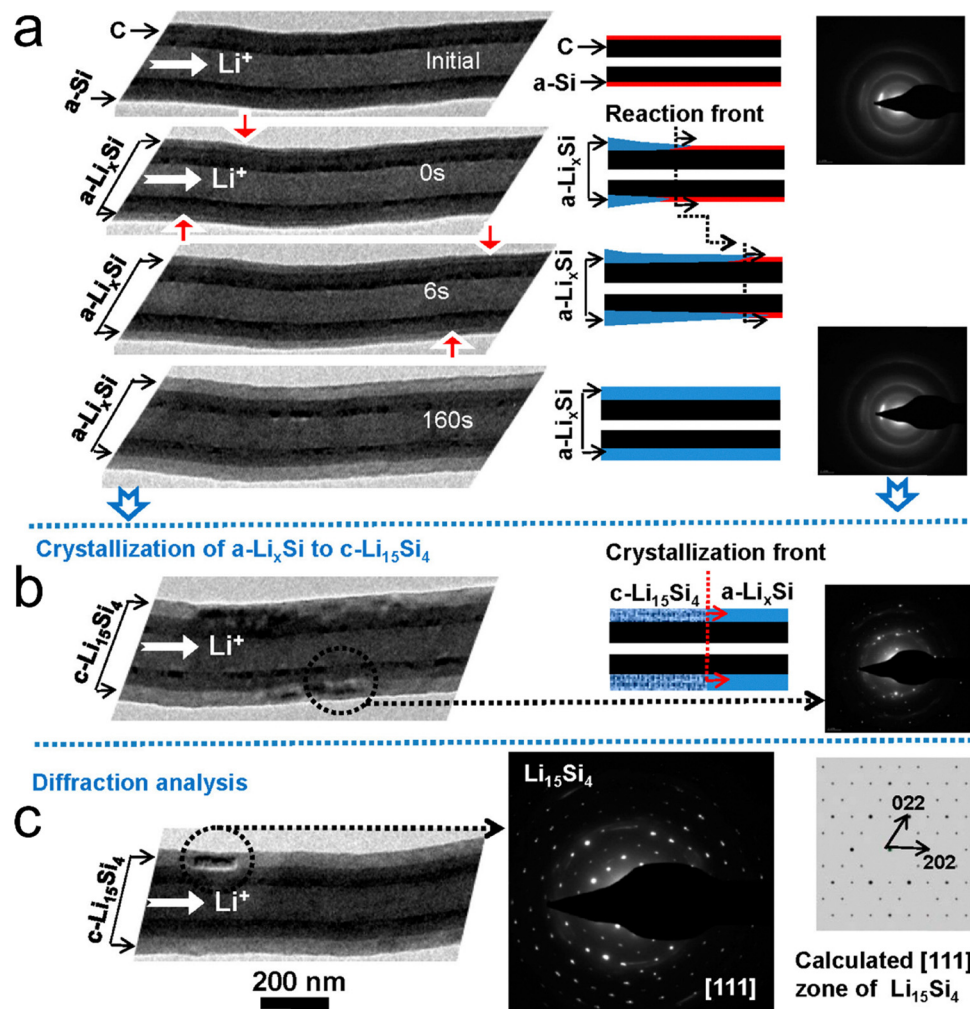 a
C
a-Si
Li+
Initial
C
a-Si
Reaction front
a-LixSi
Li+
0s
a-LixSi
a-LixSi
6s
a-LixSi
a-LixSi
160s
a-LixSi
Crystallization of a-LixSi to c-Li15Si4
b
c-Li15Si4
Li+
Crystallization front
c-Li15Si4
a-LixSi
Diffraction analysis
c
c-Li15Si4
Li+
200 nm
Li15Si4
[111]
022
202
Calculated [111]
zone of Li15Si4